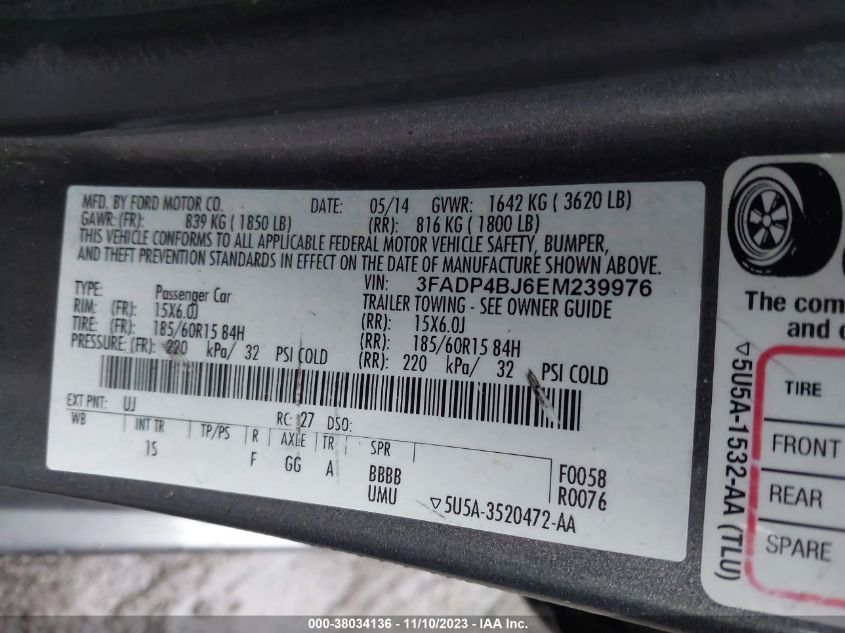 MFD. BY FORD MOTOR CO. DATE: 05/14 GVWR: 1642 KG ( 3620 LB)
GAWR: (FR): 839 KG ( 1850 LB) (RR): 816 KG ( 1800 LB)
THIS VEHICLE CONFORMS TO ALL APPLICABLE FEDERAL MOTOR VEHICLE SAFETY, BUMPER,
AND THEFT PREVENTION STANDARDS IN EFFECT ON THE DATE OF MANUFACTURE SHOWN ABOVE.
VIN: 3FADP4BJ6EM239976
TYPE: Passenger Car TRAILER TOWING - SEE OWNER GUIDE
RIM: (FR): 15X6.0J (RR): 15X6.0J
TIRE: (FR): 185/60R15 84H (RR): 185/60R15 84H
PRESSURE: (FR): 220 kPa/ 32 PSI COLD (RR): 220 kPa/ 32 PSI COLD
EXT PNT: UJ RC: 27 DSO:
WB INT TR TP/PS R AXLE TR SPR
1S F GG A BBBB F0058
UMU R0076
5U5A-3520472-AA
The com
and c
5U5A-1532-AA (TLU)
TIRE
FRONT
REAR
SPARE
000-38034136 - 11/10/2023 - IAA Inc.